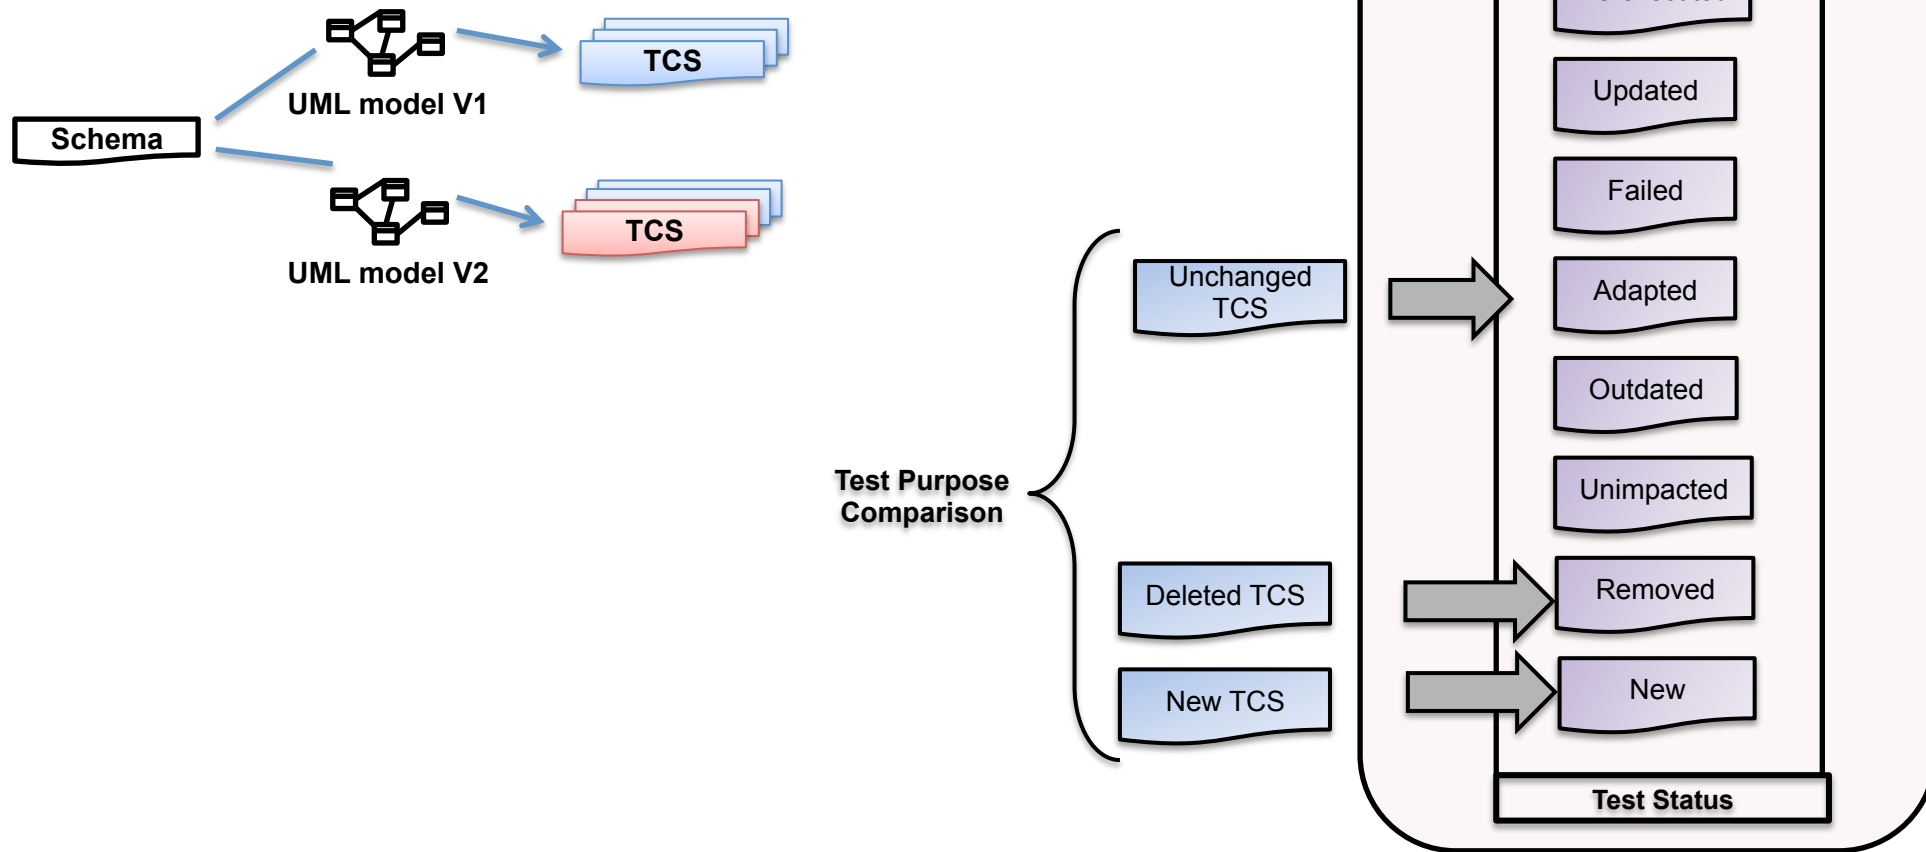 TCS
UML model V1
Schema
TCS
UML model V2
Test Purpose
Comparison
Unchanged
TCS
Deleted TCS
New TCS
Updated
Failed
Adapted
Outdated
Unimpacted
Removed
New
Test Status